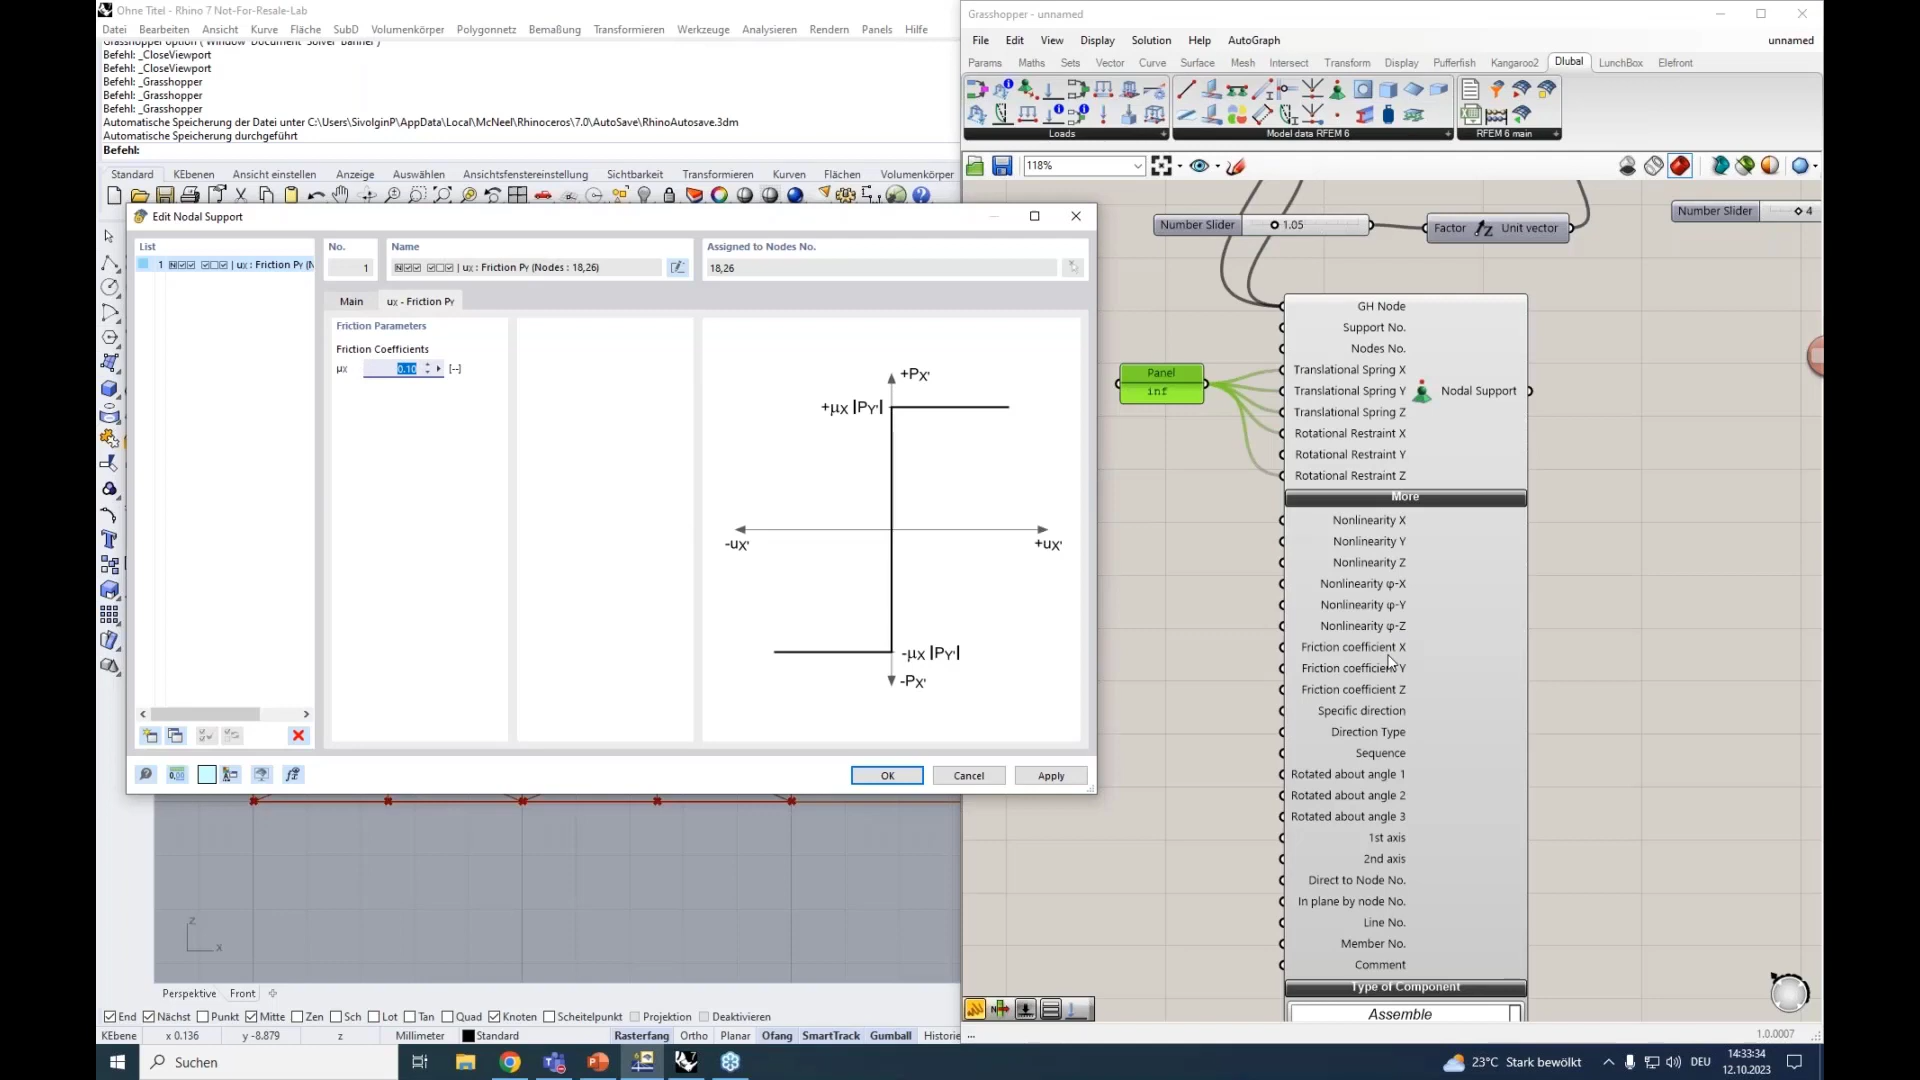 Ohne Titel - Rhino 7 Not-For-Resale-Lab
Datei Bearbeiten Ansicht Kurve Fläche SubD Volumenkörper Polygonnetz Bemaßung Transformieren Werkzeuge Analysieren Rendern Panels Hilfe
Grasshopper option ( Window Document Solver Banner )
Befehl: _CloseViewport
Befehl: _CloseViewport
Befehl: _Grasshopper
Befehl: _Grasshopper
Befehl: _Grasshopper
Automatische Speicherung der Datei unter C:\Users\SivolginP\AppData\Local\McNeel\Rhinoceros\7.0\AutoSave\RhinoAutosave.3dm
Automatische Speicherung durchgeführt
Befehl:
Standard KEbenen Ansicht einstellen Anzeige Auswählen Ansichtsfenstereinstellung Sichtbarkeit Transformieren Kurven Flächen Volumenkörper
Edit Nodal Support
List
1 | uX : Friction PY (N
No.
1
Name
| uX : Friction PY (Nodes : 18,26)
Assigned to Nodes No.
18,26
Main uX - Friction PY
Friction Parameters
Friction Coefficients
μX 0.10 [--]
+PX'
+μX |PY'|
-uX'
+uX'
-μX |PY'|
-PX'
OK Cancel Apply
z
x
Perspektive Front
End Nächst Punkt Mitte Zen Sch Lot Tan Quad Knoten Scheitelpunkt Projektion Deaktivieren
KEbene x 0.136 y -8.879 z Millimeter Standard Rasterfang Ortho Planar Ofang SmartTrack Gumball Historie
Grasshopper - unnamed
File Edit View Display Solution Help AutoGraph unnamed
Params Maths Sets Vector Curve Surface Mesh Intersect Transform Display Pufferfish Kangaroo2 Dlubal LunchBox Elefront
Loads Model data RFEM 6 RFEM 6 main
118%
Number Slider 1.05
Factor Unit vector
Number Slider 4
Panel
inf
GH Node
Support No.
Nodes No.
Translational Spring X
Translational Spring Y
Translational Spring Z
Rotational Restraint X
Rotational Restraint Y
Rotational Restraint Z
Nodal Support
More
Nonlinearity X
Nonlinearity Y
Nonlinearity Z
Nonlinearity φ-X
Nonlinearity φ-Y
Nonlinearity φ-Z
Friction coefficient X
Friction coefficient Y
Friction coefficient Z
Specific direction
Direction Type
Sequence
Rotated about angle 1
Rotated about angle 2
Rotated about angle 3
1st axis
2nd axis
Direct to Node No.
In plane by node No.
Line No.
Member No.
Comment
Type of Component
Assemble
...
1.0.0007
Suchen
23°C Stark bewölkt
DEU
14:33:34
12.10.2023